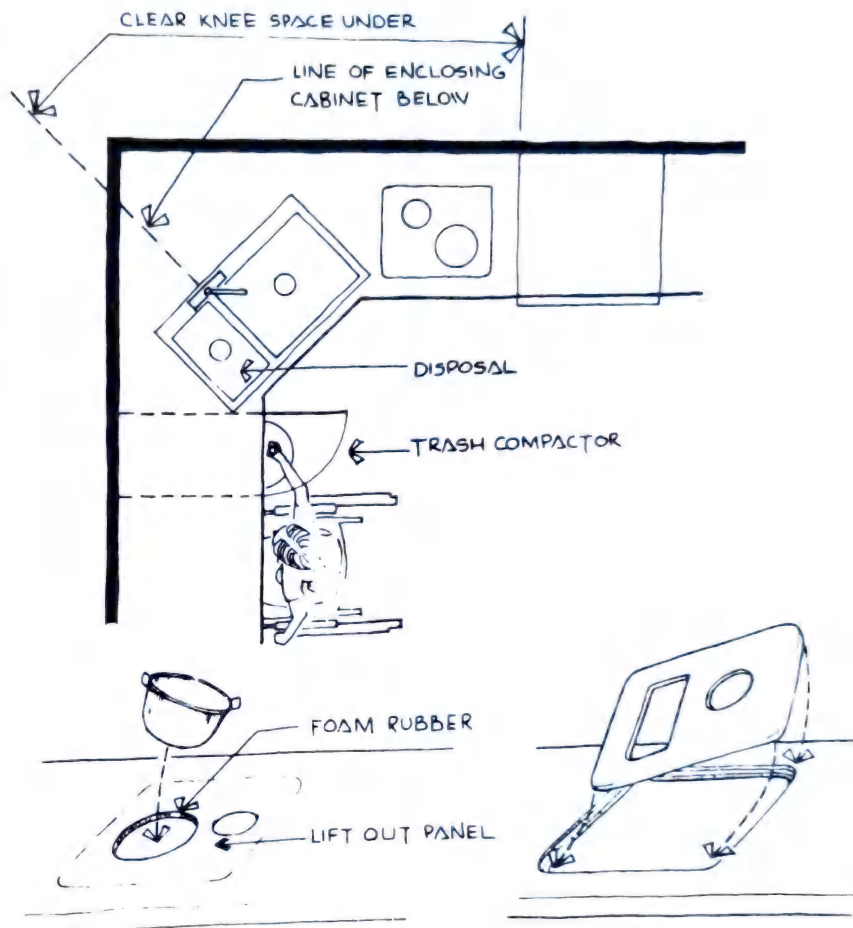 CLEAR KNEE SPACE UNDER
LINE OF ENCLOSING
CABINET BELOW
DISPOSAL
TRASH COMPACTOR
FOAM RUBBER
LIFT OUT PANEL